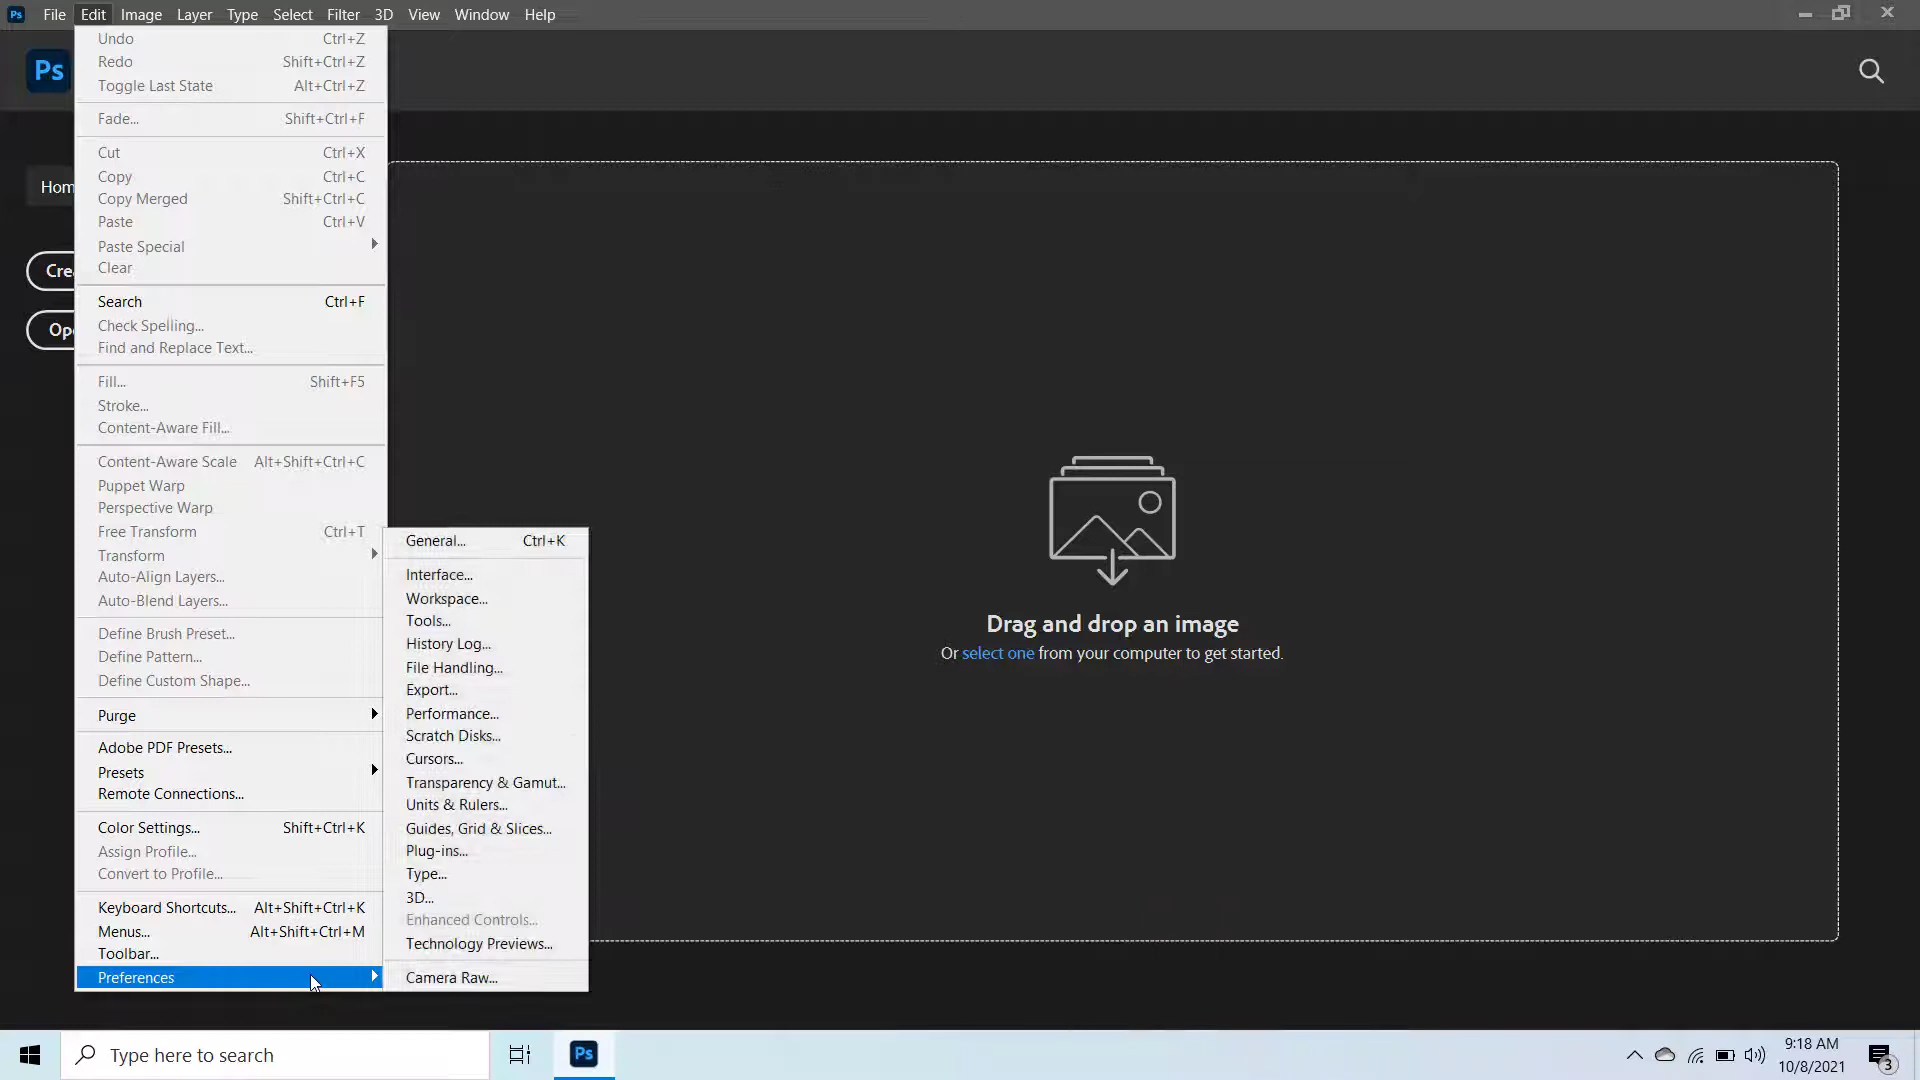 Ps File Edit Image Layer Type Select Filter 3D View Window Help
Ps
Undo Ctrl+Z
Redo Shift+Ctrl+Z
Toggle Last State Alt+Ctrl+Z
Fade... Shift+Ctrl+F
Cut Ctrl+X
Copy Ctrl+C
Copy Merged Shift+Ctrl+C
Paste Ctrl+V
Paste Special
Clear
Search Ctrl+F
Check Spelling...
Find and Replace Text...
Fill... Shift+F5
Stroke...
Content-Aware Fill...
Content-Aware Scale Alt+Shift+Ctrl+C
Puppet Warp
Perspective Warp
Free Transform Ctrl+T
Transform
Auto-Align Layers...
Auto-Blend Layers...
Define Brush Preset...
Define Pattern...
Define Custom Shape...
Purge
Adobe PDF Presets...
Presets
Remote Connections...
Color Settings... Shift+Ctrl+K
Assign Profile...
Convert to Profile...
Keyboard Shortcuts... Alt+Shift+Ctrl+K
Menus... Alt+Shift+Ctrl+M
Toolbar...
Preferences
General... Ctrl+K
Interface...
Workspace...
Tools...
History Log...
File Handling...
Export...
Performance...
Scratch Disks...
Cursors...
Transparency & Gamut...
Units & Rulers...
Guides, Grid & Slices...
Plug-ins...
Type...
3D...
Enhanced Controls...
Technology Previews...
Camera Raw...
Hom
Cre
Ope
Drag and drop an image
Or select one from your computer to get started.
Type here to search
Ps
9:18 AM
10/8/2021
3